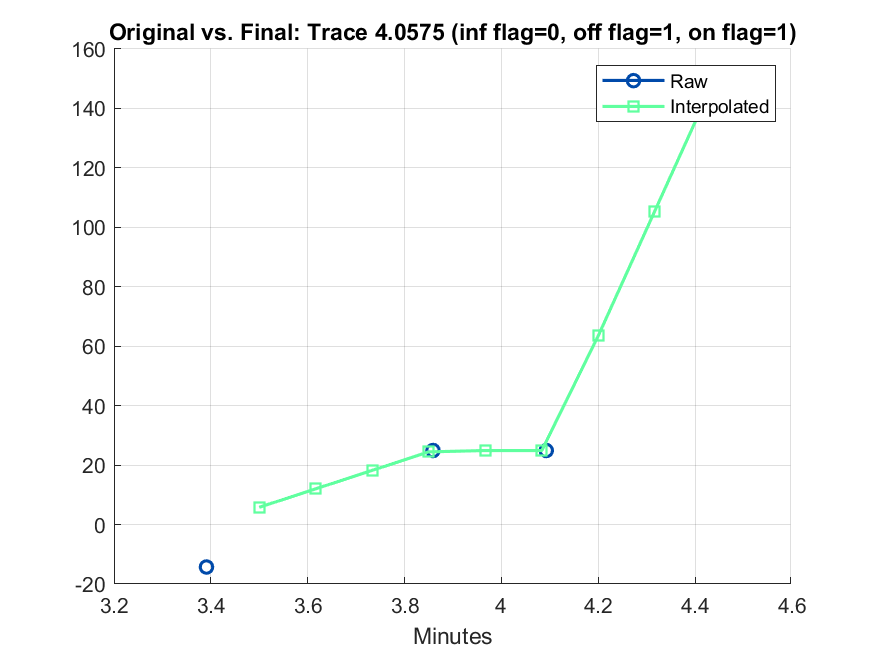 Original vs. Final: Trace 4.0575 (inf flag=0, off flag=1, on flag=1)
160
140
120
100
80
60
40
20
0
-20
Raw
Interpolated
3.2 3.4 3.6 3.8 4 4.2 4.4 4.6
Minutes